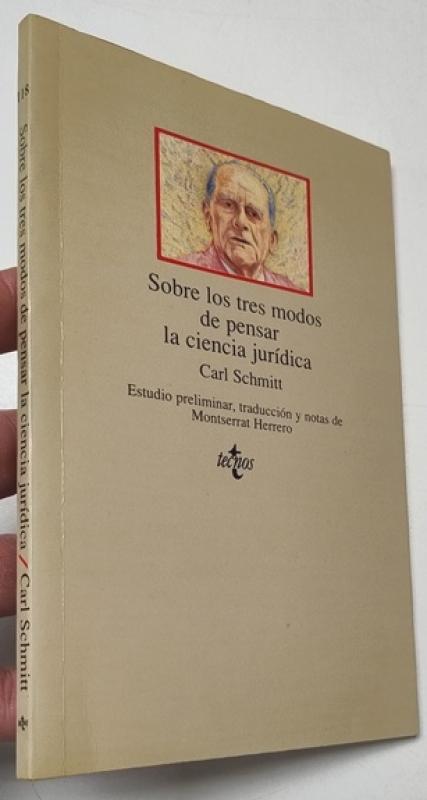 Sobre los tres modos
de pensar
la ciencia jurídica
Carl Schmitt
Estudio preliminar, traducción y notas de
Montserrat Herrero
tecnos
118
Sobre los tres modos de pensar la ciencia jurídica / Carl Schmitt